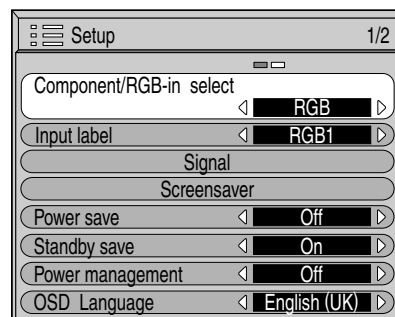 Setup 1/2
Component/RGB-in select
RGB
Input label RGB1
Signal
Screensaver
Power save Off
Standby save On
Power management Off
OSD Language English (UK)